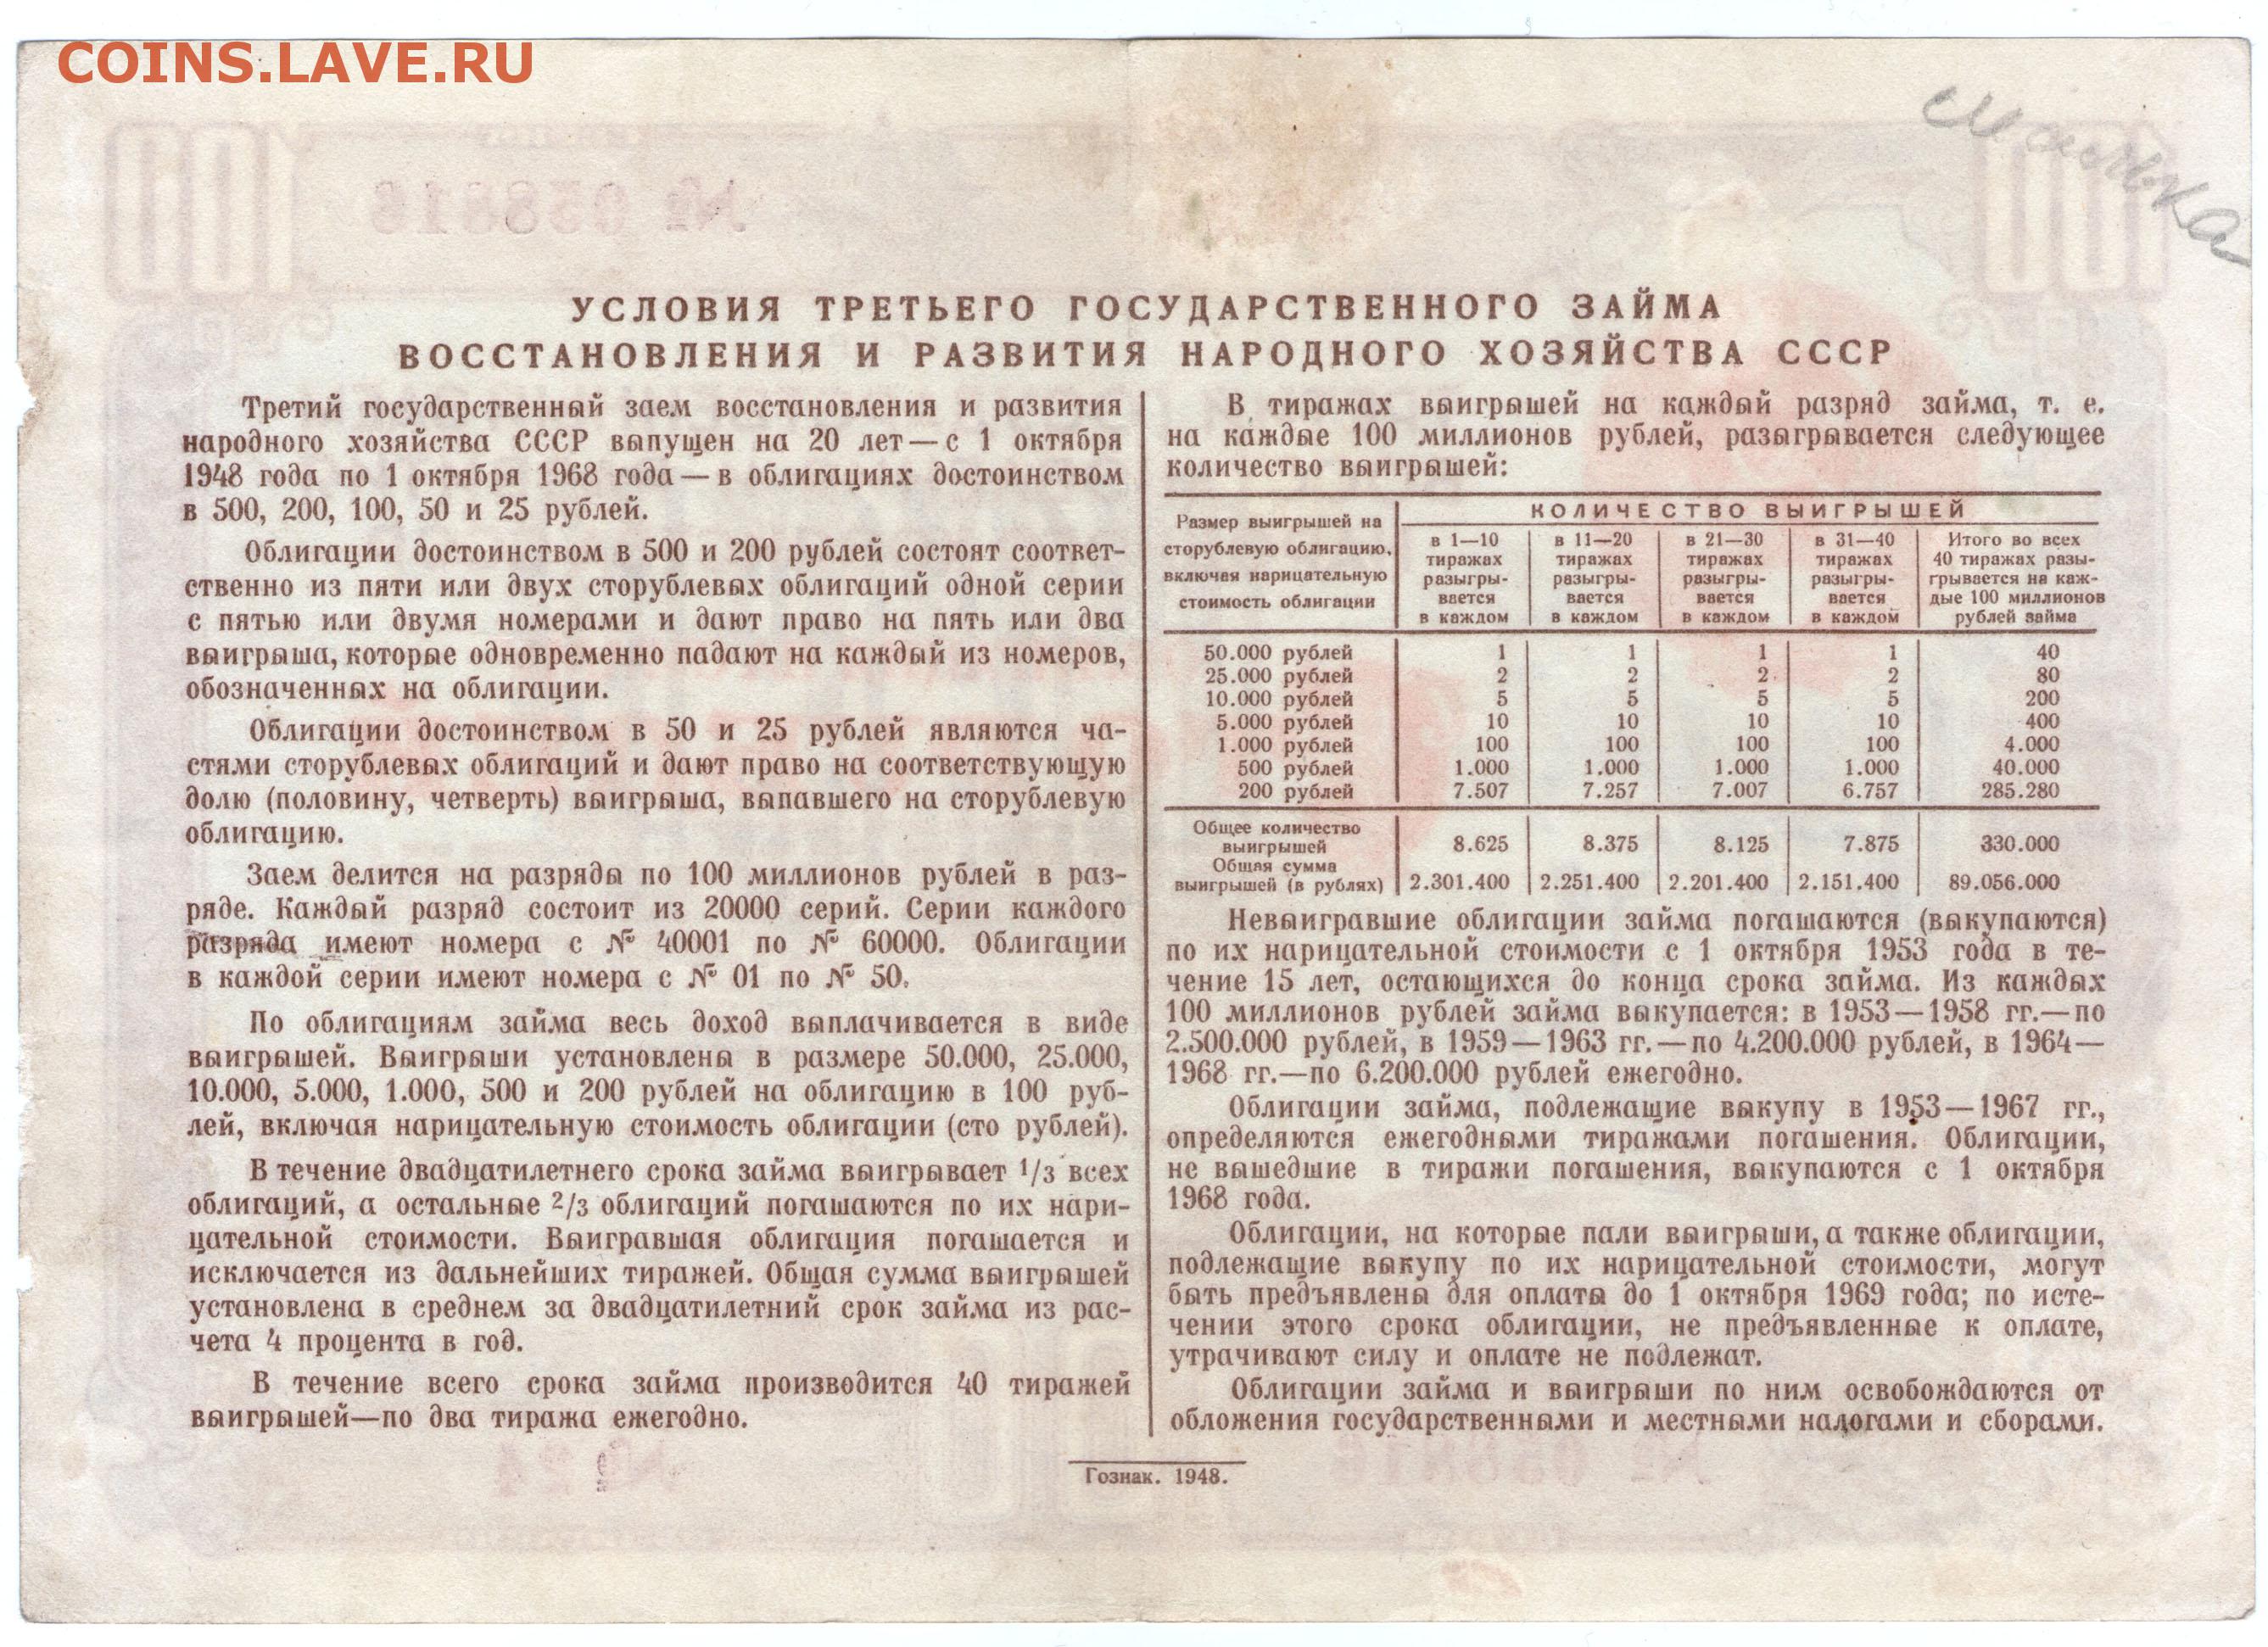 COINS.LAVE.RU
УСЛОВИЯ ТРЕТЬЕГО ГОСУДАРСТВЕННОГО ЗАЙМА
ВОССТАНОВЛЕНИЯ И РАЗВИТИЯ НАРОДНОГО ХОЗЯЙСТВА СССР
Третий государственный заем восстановления и развития
народного хозяйства СССР выпущен на 20 лет — с 1 октября
1948 года по 1 октября 1968 года — в облигациях достоинством
в 500, 200, 100, 50 и 25 рублей.
Облигации достоинством в 500 и 200 рублей состоят соответ-
ственно из пяти или двух сторублевых облигаций одной серии
с пятью или двумя номерами и дают право на пять или два
выигрыша, которые одновременно падают на каждый из номеров,
обозначенных на облигации.
Облигации достоинством в 50 и 25 рублей являются ча-
стями сторублевых облигаций и дают право на соответствующую
долю (половину, четверть) выигрыша, выпавшего на сторублевую
облигацию.
Заем делится на разряды по 100 миллионов рублей в раз-
ряде. Каждый разряд состоит из 20000 серий. Серии каждого
разряда имеют номера с № 40001 по № 60000. Облигации
в каждой серии имеют номера с № 01 по № 50.
По облигациям займа весь доход выплачивается в виде
выигрышей. Выигрыши установлены в размере 50.000, 25.000,
10.000, 5.000, 1.000, 500 и 200 рублей на облигацию в 100 руб-
лей, включая нарицательную стоимость облигации (сто рублей).
В течение двадцатилетнего срока займа выигрывает 1/3 всех
облигаций, а остальные 2/3 облигаций погашаются по их нари-
цательной стоимости. Выигравшая облигация погашается и
исключается из дальнейших тиражей. Общая сумма выигрышей
установлена в среднем за двадцатилетний срок займа из рас-
чета 4 процента в год.
В течение всего срока займа производится 40 тиражей
выигрышей—по два тиража ежегодно.
В тиражах выигрышей на каждый разряд займа, т. е.
на каждые 100 миллионов рублей, разыгрывается следующее
количество выигрышей:
Размер выигрышей на
сторублевую облигацию,
включая нарицательную
стоимость облигации
КОЛИЧЕСТВО ВЫИГРЫШЕЙ
в 1—10 тиражах разыгры- вается в каждом
в 11—20 тиражах разыгры- вается в каждом
в 21—30 тиражах разыгры- вается в каждом
в 31—40 тиражах разыгры- вается в каждом
Итого во всех 40 тиражах разы- грывается на каж- дые 100 миллионов рублей займа
50.000 рублей 1 1 1 1 40
25.000 рублей 2 2 2 2 80
10.000 рублей 5 5 5 5 200
5.000 рублей 10 10 10 10 400
1.000 рублей 100 100 100 100 4.000
500 рублей 1.000 1.000 1.000 1.000 40.000
200 рублей 7.507 7.257 7.007 6.757 285.280
Общее количество
выигрышей 8.625 8.375 8.125 7.875 330.000
Общая сумма
выигрышей (в рублях) 2.301.400 2.251.400 2.201.400 2.151.400 89.056.000
Невыигравшие облигации займа погашаются (выкупаются)
по их нарицательной стоимости с 1 октября 1953 года в те-
чение 15 лет, остающихся до конца срока займа. Из каждых
100 миллионов рублей займа выкупается: в 1953—1958 гг.—по
2.500.000 рублей, в 1959—1963 гг.—по 4.200.000 рублей, в 1964—
1968 гг.—по 6.200.000 рублей ежегодно.
Облигации займа, подлежащие выкупу в 1953—1967 гг.,
определяются ежегодными тиражами погашения. Облигации,
не вышедшие в тиражи погашения, выкупаются с 1 октября
1968 года.
Облигации, на которые пали выигрыши, а также облигации,
подлежащие выкупу по их нарицательной стоимости, могут
быть предъявлены для оплаты до 1 октября 1969 года; по исте-
чении этого срока облигации, не предъявленные к оплате,
утрачивают силу и оплате не подлежат.
Облигации займа и выигрыши по ним освобождаются от
обложения государственными и местными налогами и сборами.
Гознак. 1948.